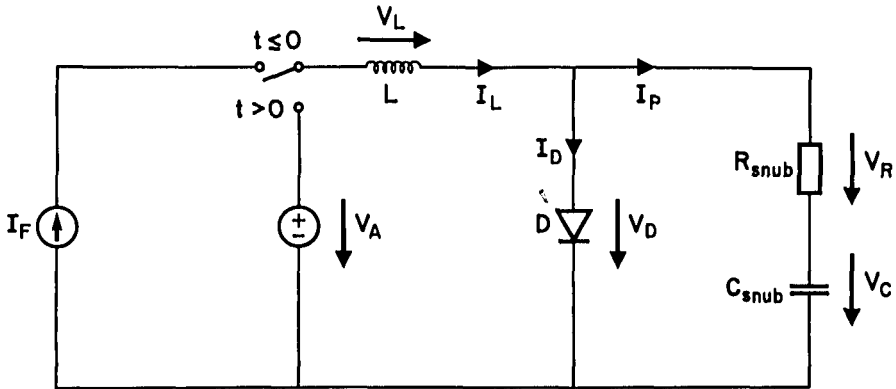 V_L
t ≤ 0
L
I_L
I_P
t > 0
I_D
R_snub
V_R
I_F
+
−
V_A
D
V_D
C_snub
V_C